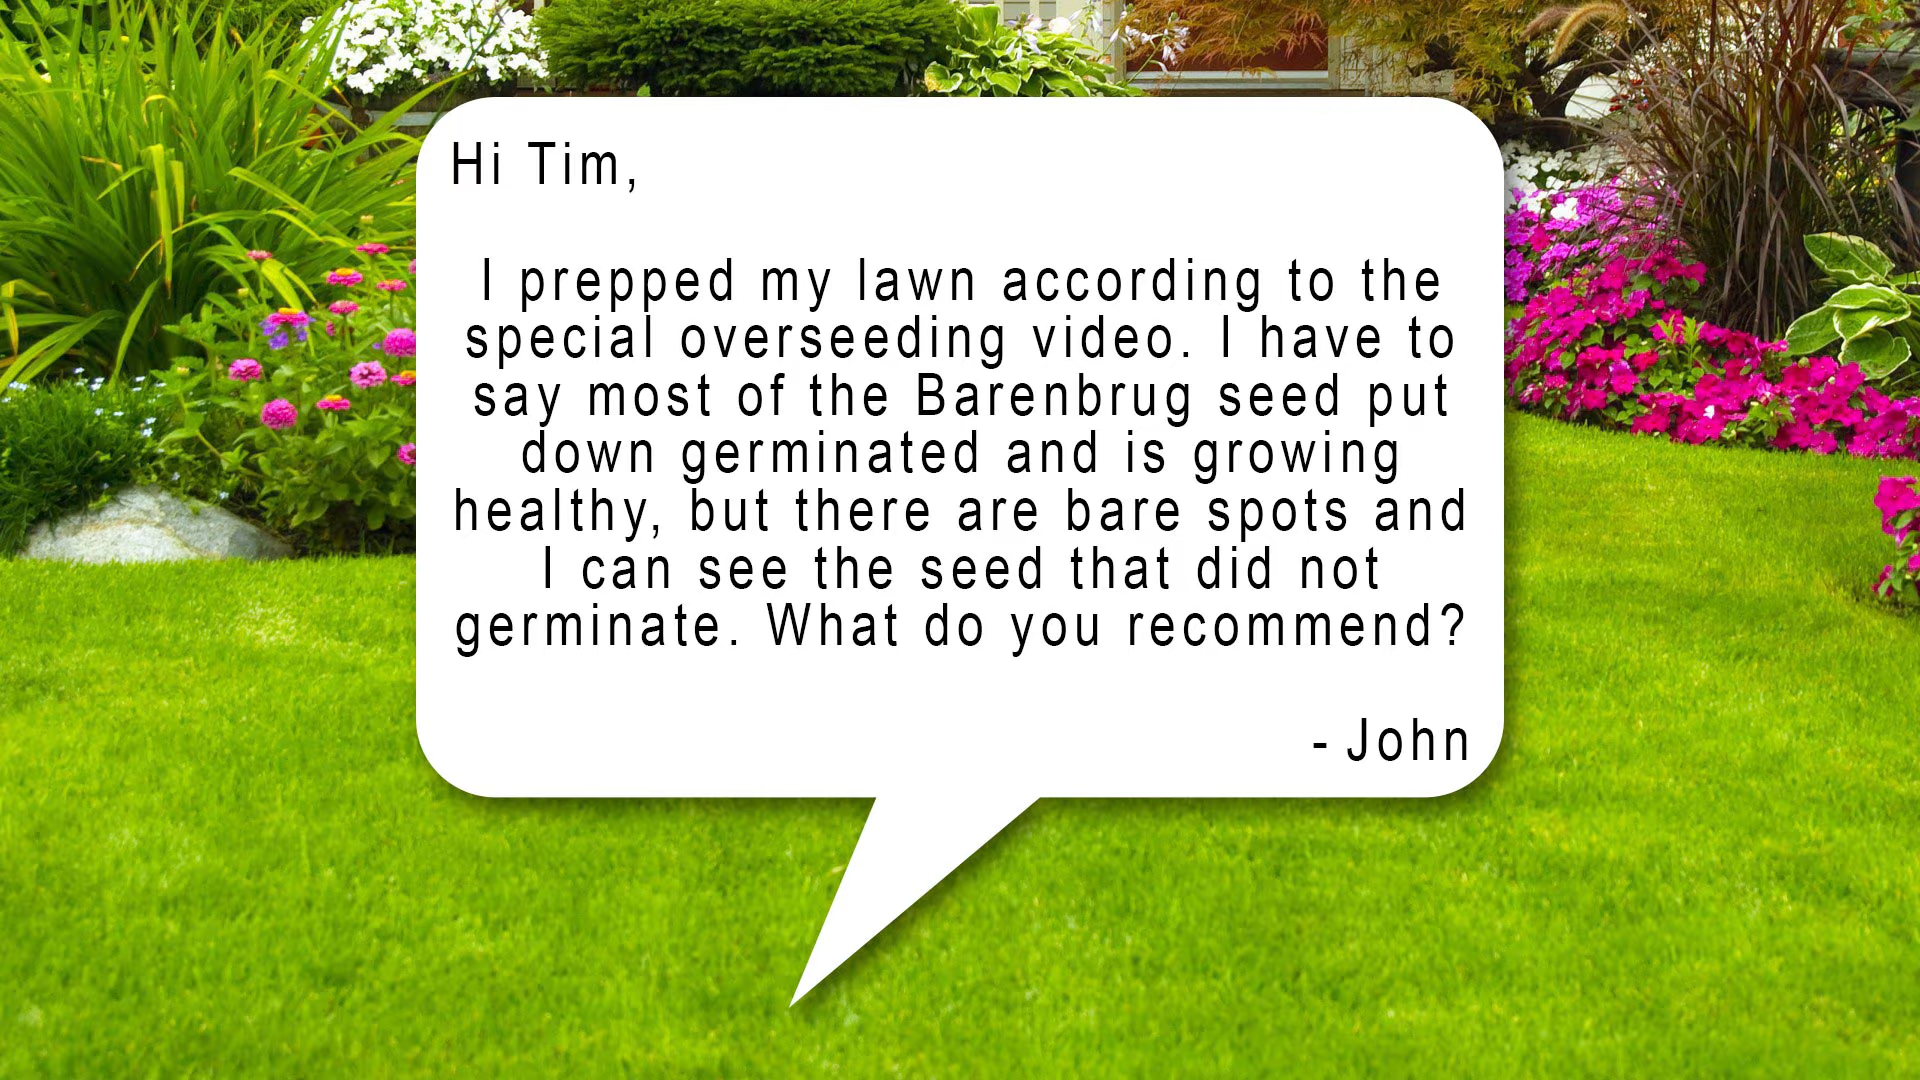 Hi Tim,
I prepped my lawn according to the
special overseeding video. I have to
say most of the Barenbrug seed put
down germinated and is growing
healthy, but there are bare spots and
I can see the seed that did not
germinate. What do you recommend?
- John